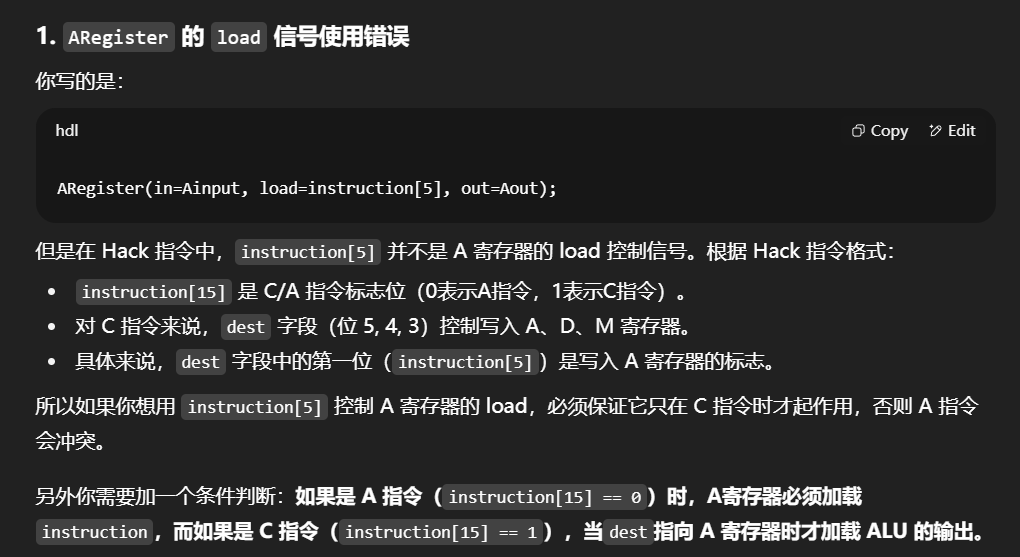 1. ARegister 的 load 信号使用错误
你写的是：
hdl
Copy
Edit
ARegister(in=Ainput, load=instruction[5], out=Aout);
但是在 Hack 指令中，instruction[5] 并不是 A 寄存器的 load 控制信号。根据 Hack 指令格式：
• instruction[15] 是 C/A 指令标志位（0表示A指令，1表示C指令）。
• 对 C 指令来说，dest 字段（位 5, 4, 3）控制写入 A、D、M 寄存器。
• 具体来说，dest 字段中的第一位（instruction[5]）是写入 A 寄存器的标志。
所以如果你想用 instruction[5] 控制 A 寄存器的 load，必须保证它只在 C 指令时才起作用，否则 A 指令
会冲突。
另外你需要加一个条件判断：如果是 A 指令（instruction[15] == 0）时，A寄存器必须加载
instruction，而如果是 C 指令（instruction[15] == 1），当 dest 指向 A 寄存器时才加载 ALU 的输出。